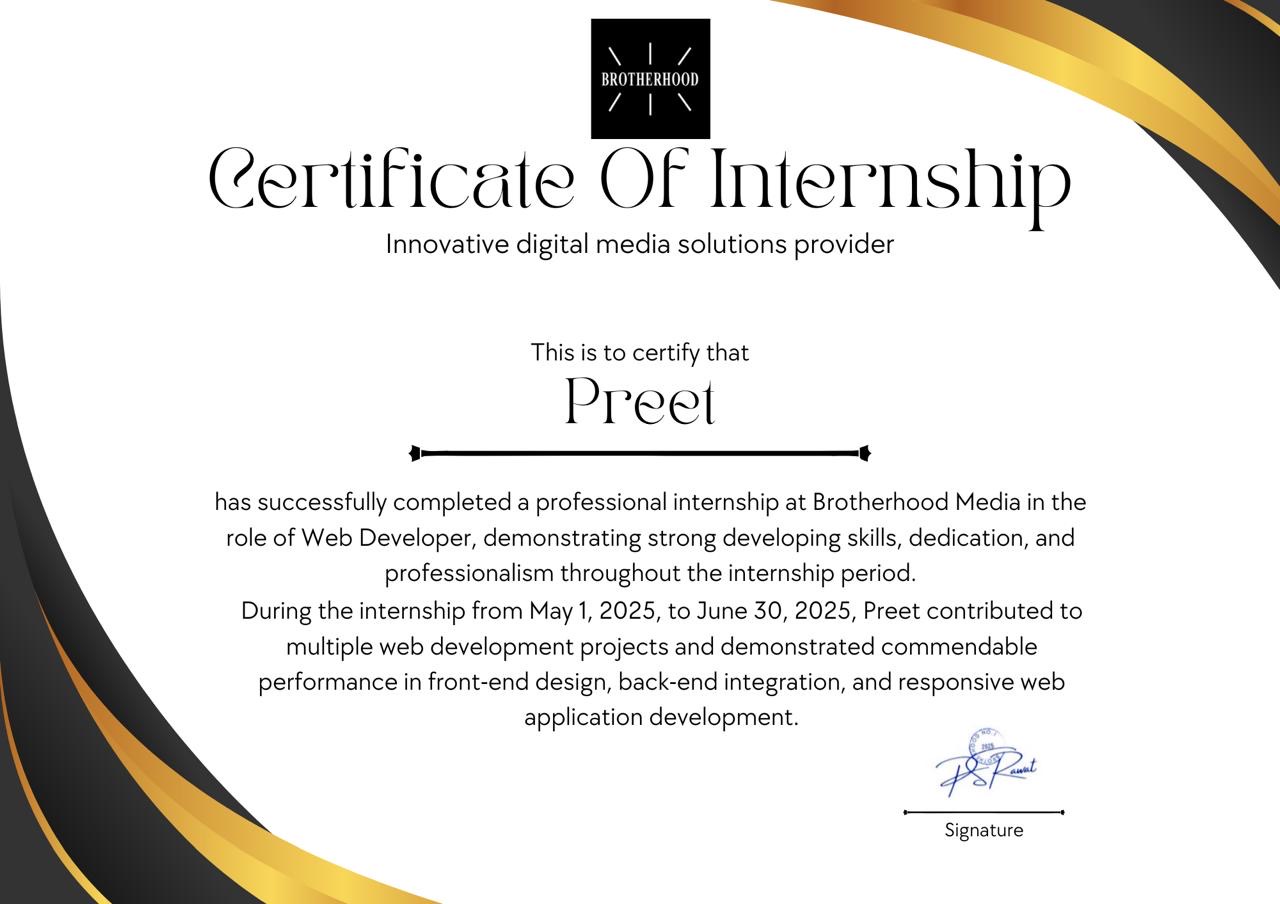 BROTHERHOOD
Certificate Of Internship
Innovative digital media solutions provider
This is to certify that
Preet
has successfully completed a professional internship at Brotherhood Media in the
role of Web Developer, demonstrating strong developing skills, dedication, and
professionalism throughout the internship period.
During the internship from May 1, 2025, to June 30, 2025, Preet contributed to
multiple web development projects and demonstrated commendable
performance in front-end design, back-end integration, and responsive web
application development.
2025
PS Rawat
Signature